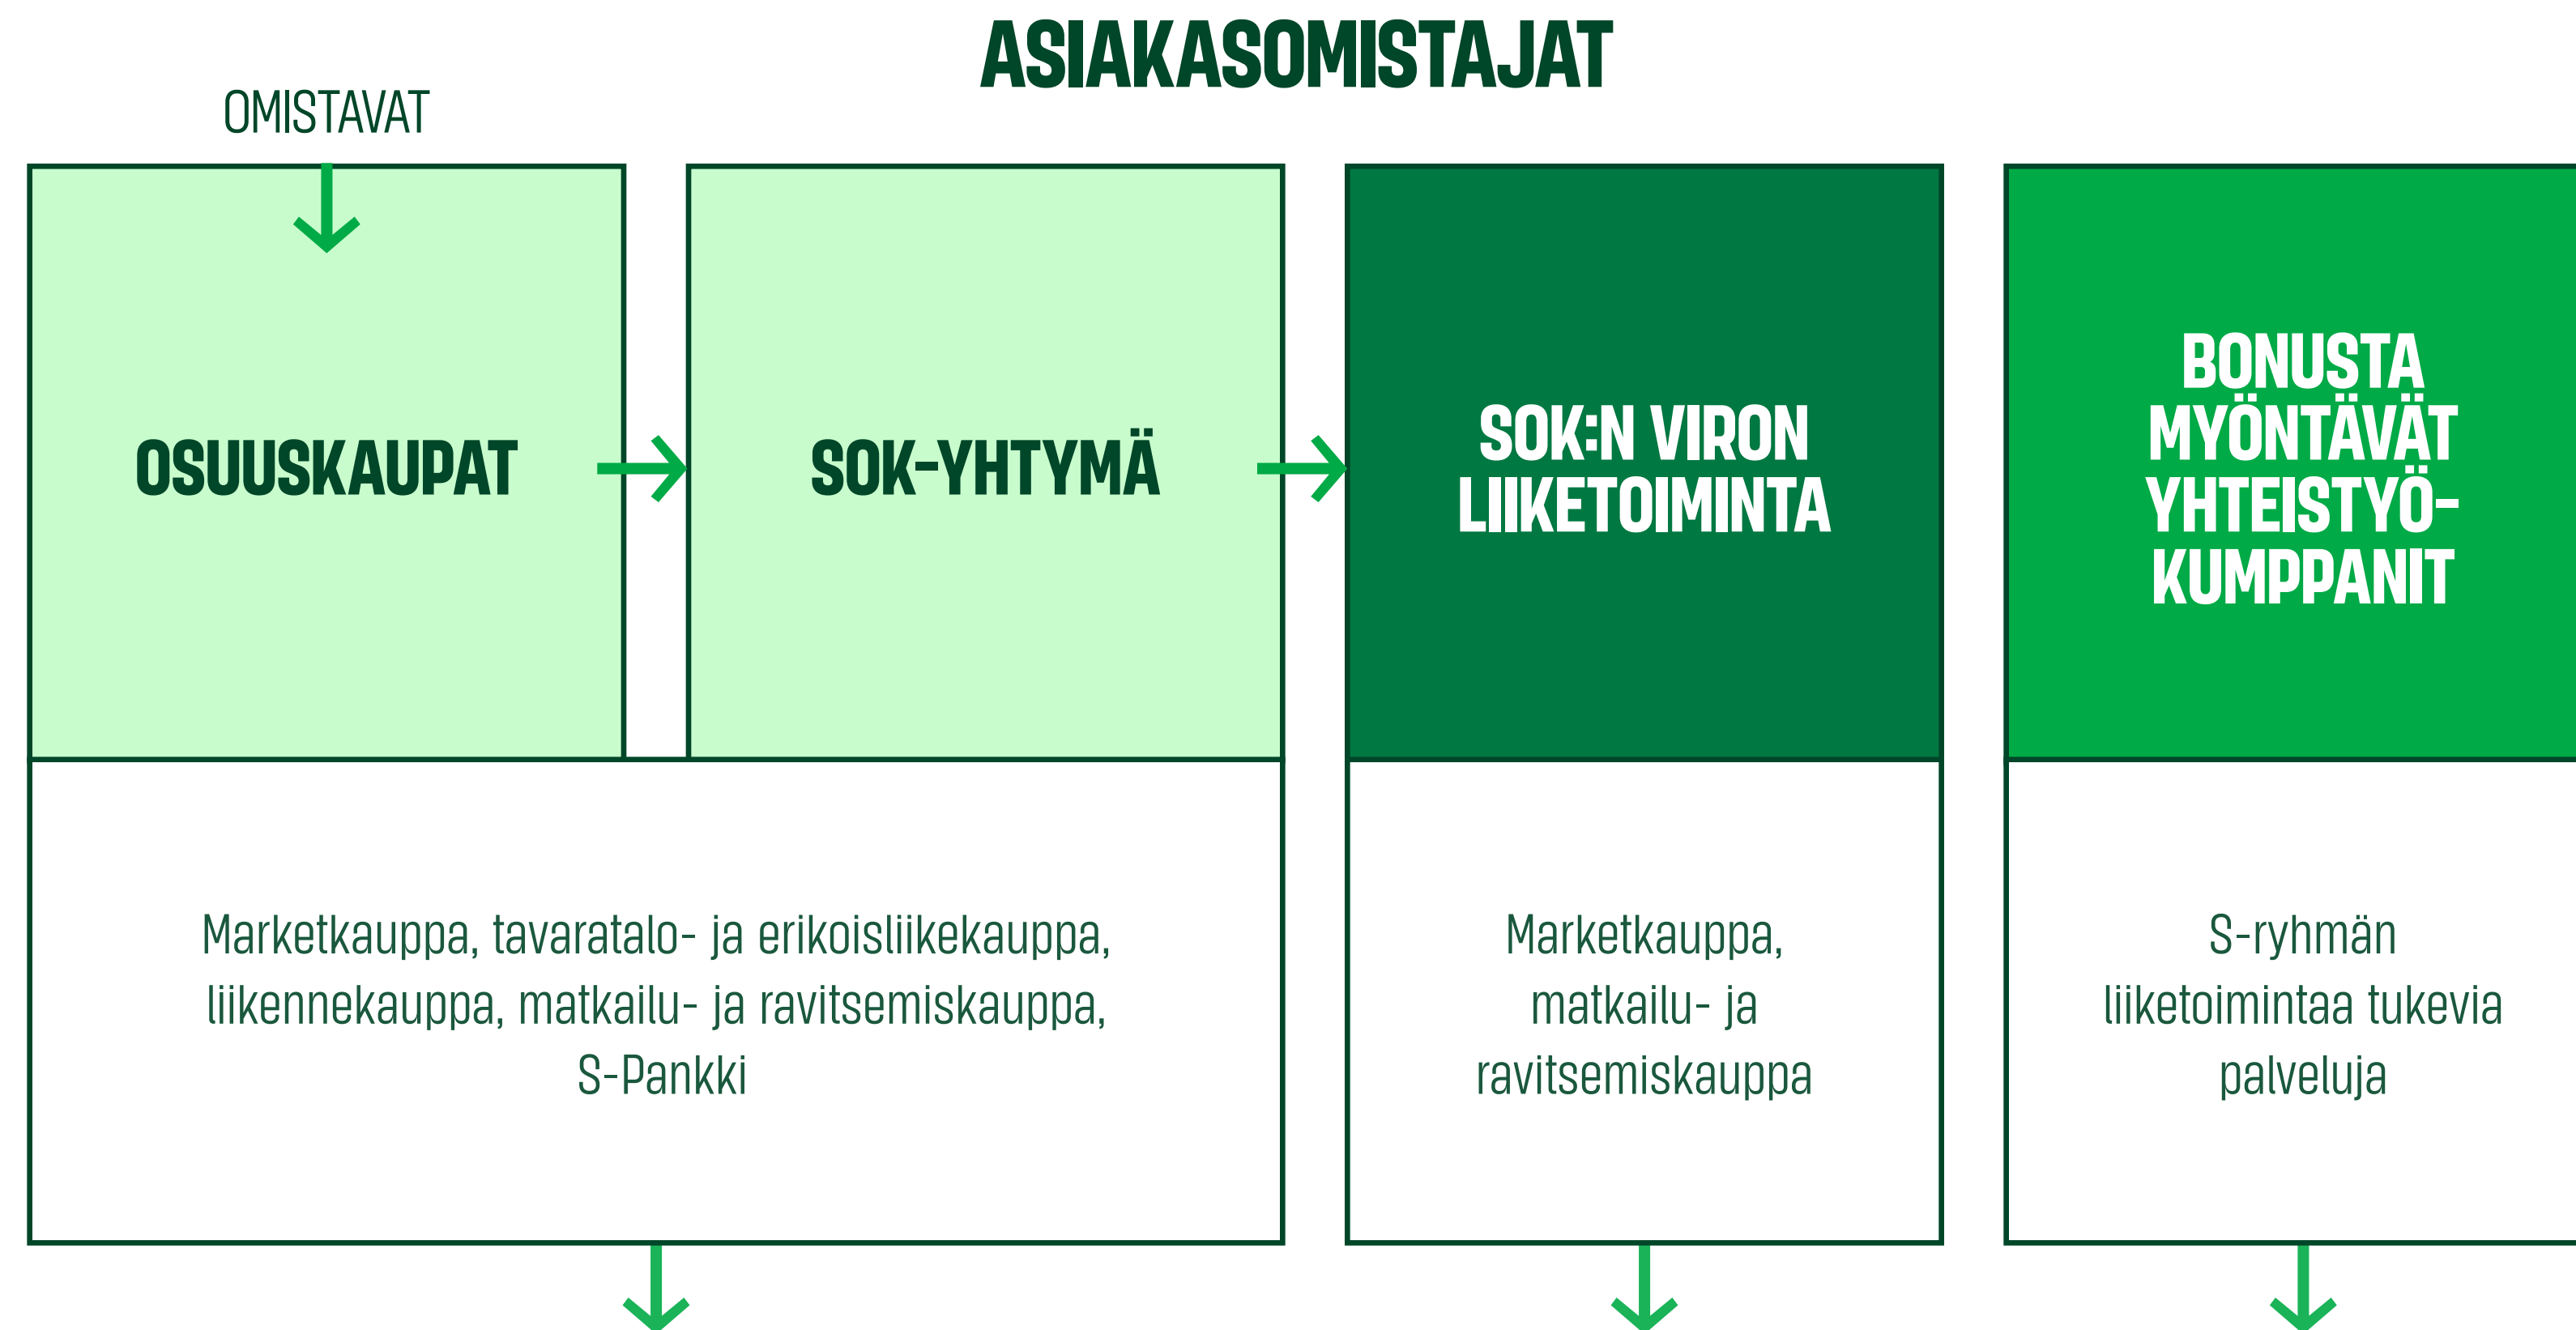 ASIAKASOMISTAJAT
OMISTAVAT
OSUUSKAUPAT
SOK-YHTYMÄ
SOK:N VIRON
LIIKETOIMINTA
BONUSTA
MYÖNTÄVÄT
YHTEISTYÖ-
KUMPPANIT
Marketkauppa, tavaratalo- ja erikoisliikekauppa,
liikennekauppa, matkailu- ja ravitsemiskauppa,
S-Pankki
Marketkauppa,
matkailu- ja
ravitsemiskauppa
S-ryhmän
liiketoimintaa tukevia
palveluja